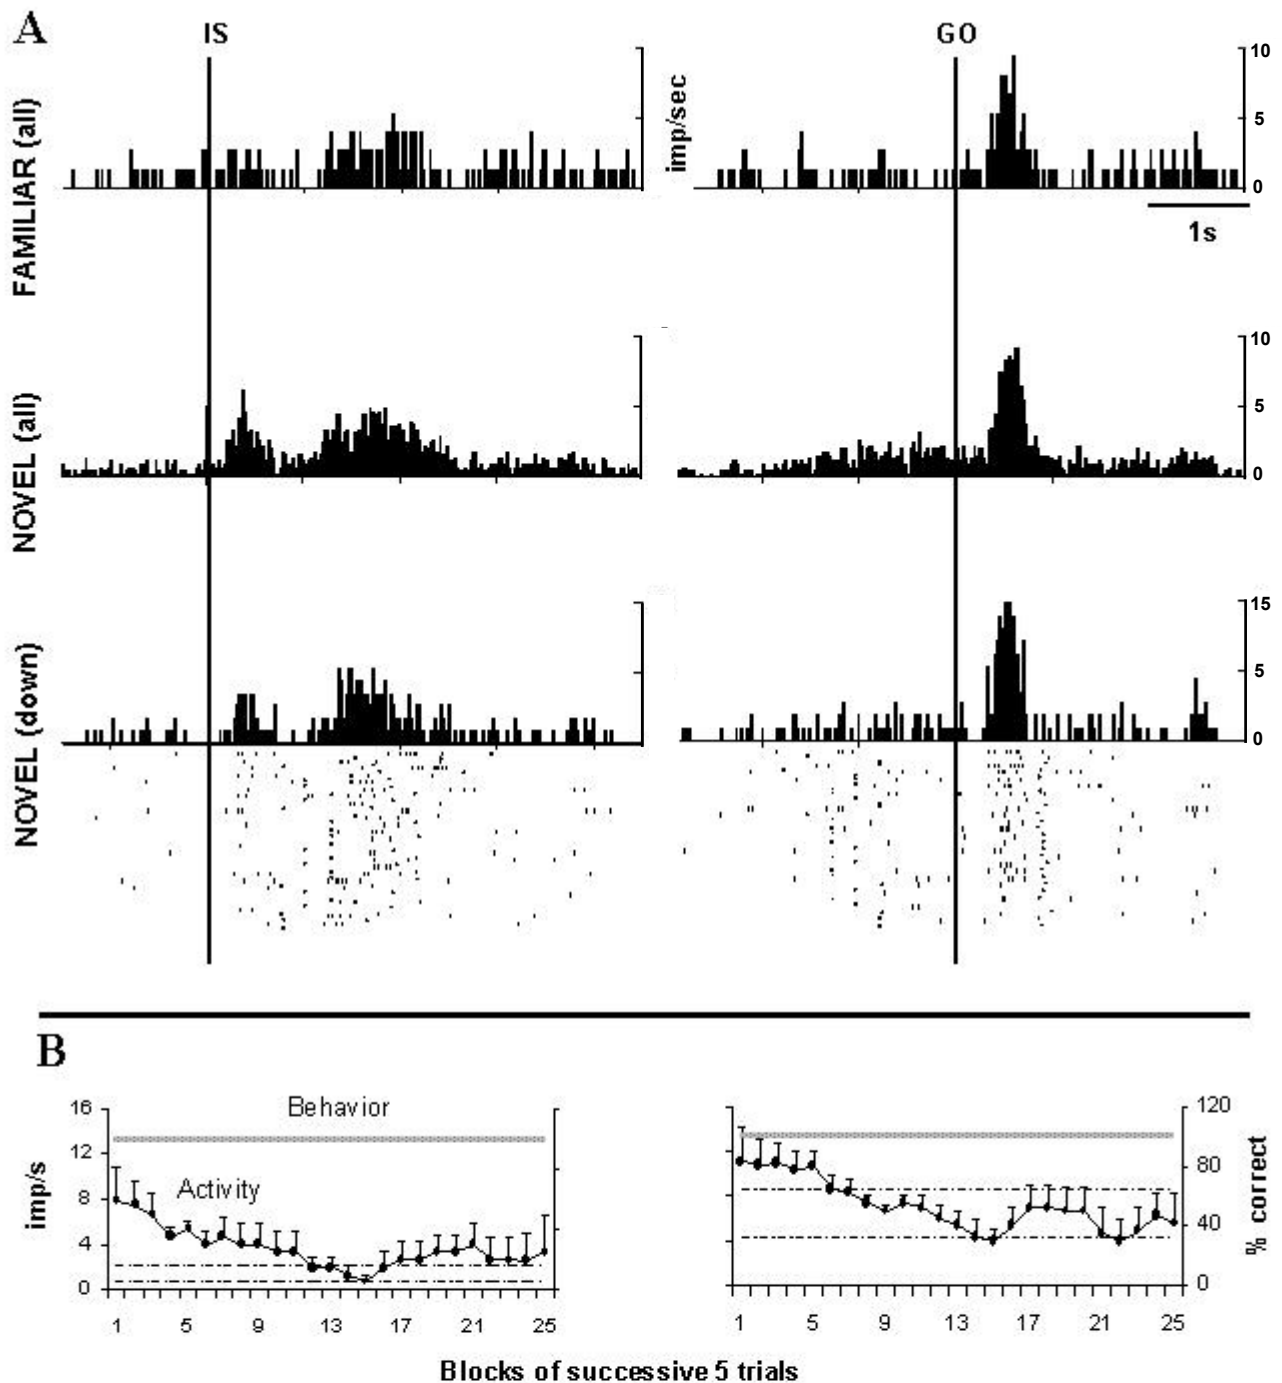 A
IS
GO
FAMILIAR (all)
imp/sec
10
5
0
1s
NOVEL (all)
10
5
0
NOVEL (down)
15
5
0
B
16
12
8
4
0
imp/s
Behavior
Activity
1 5 9 13 17 21 25
120
80
40
0
% correct
1 5 9 13 17 21 25
Blocks of successive 5 trials